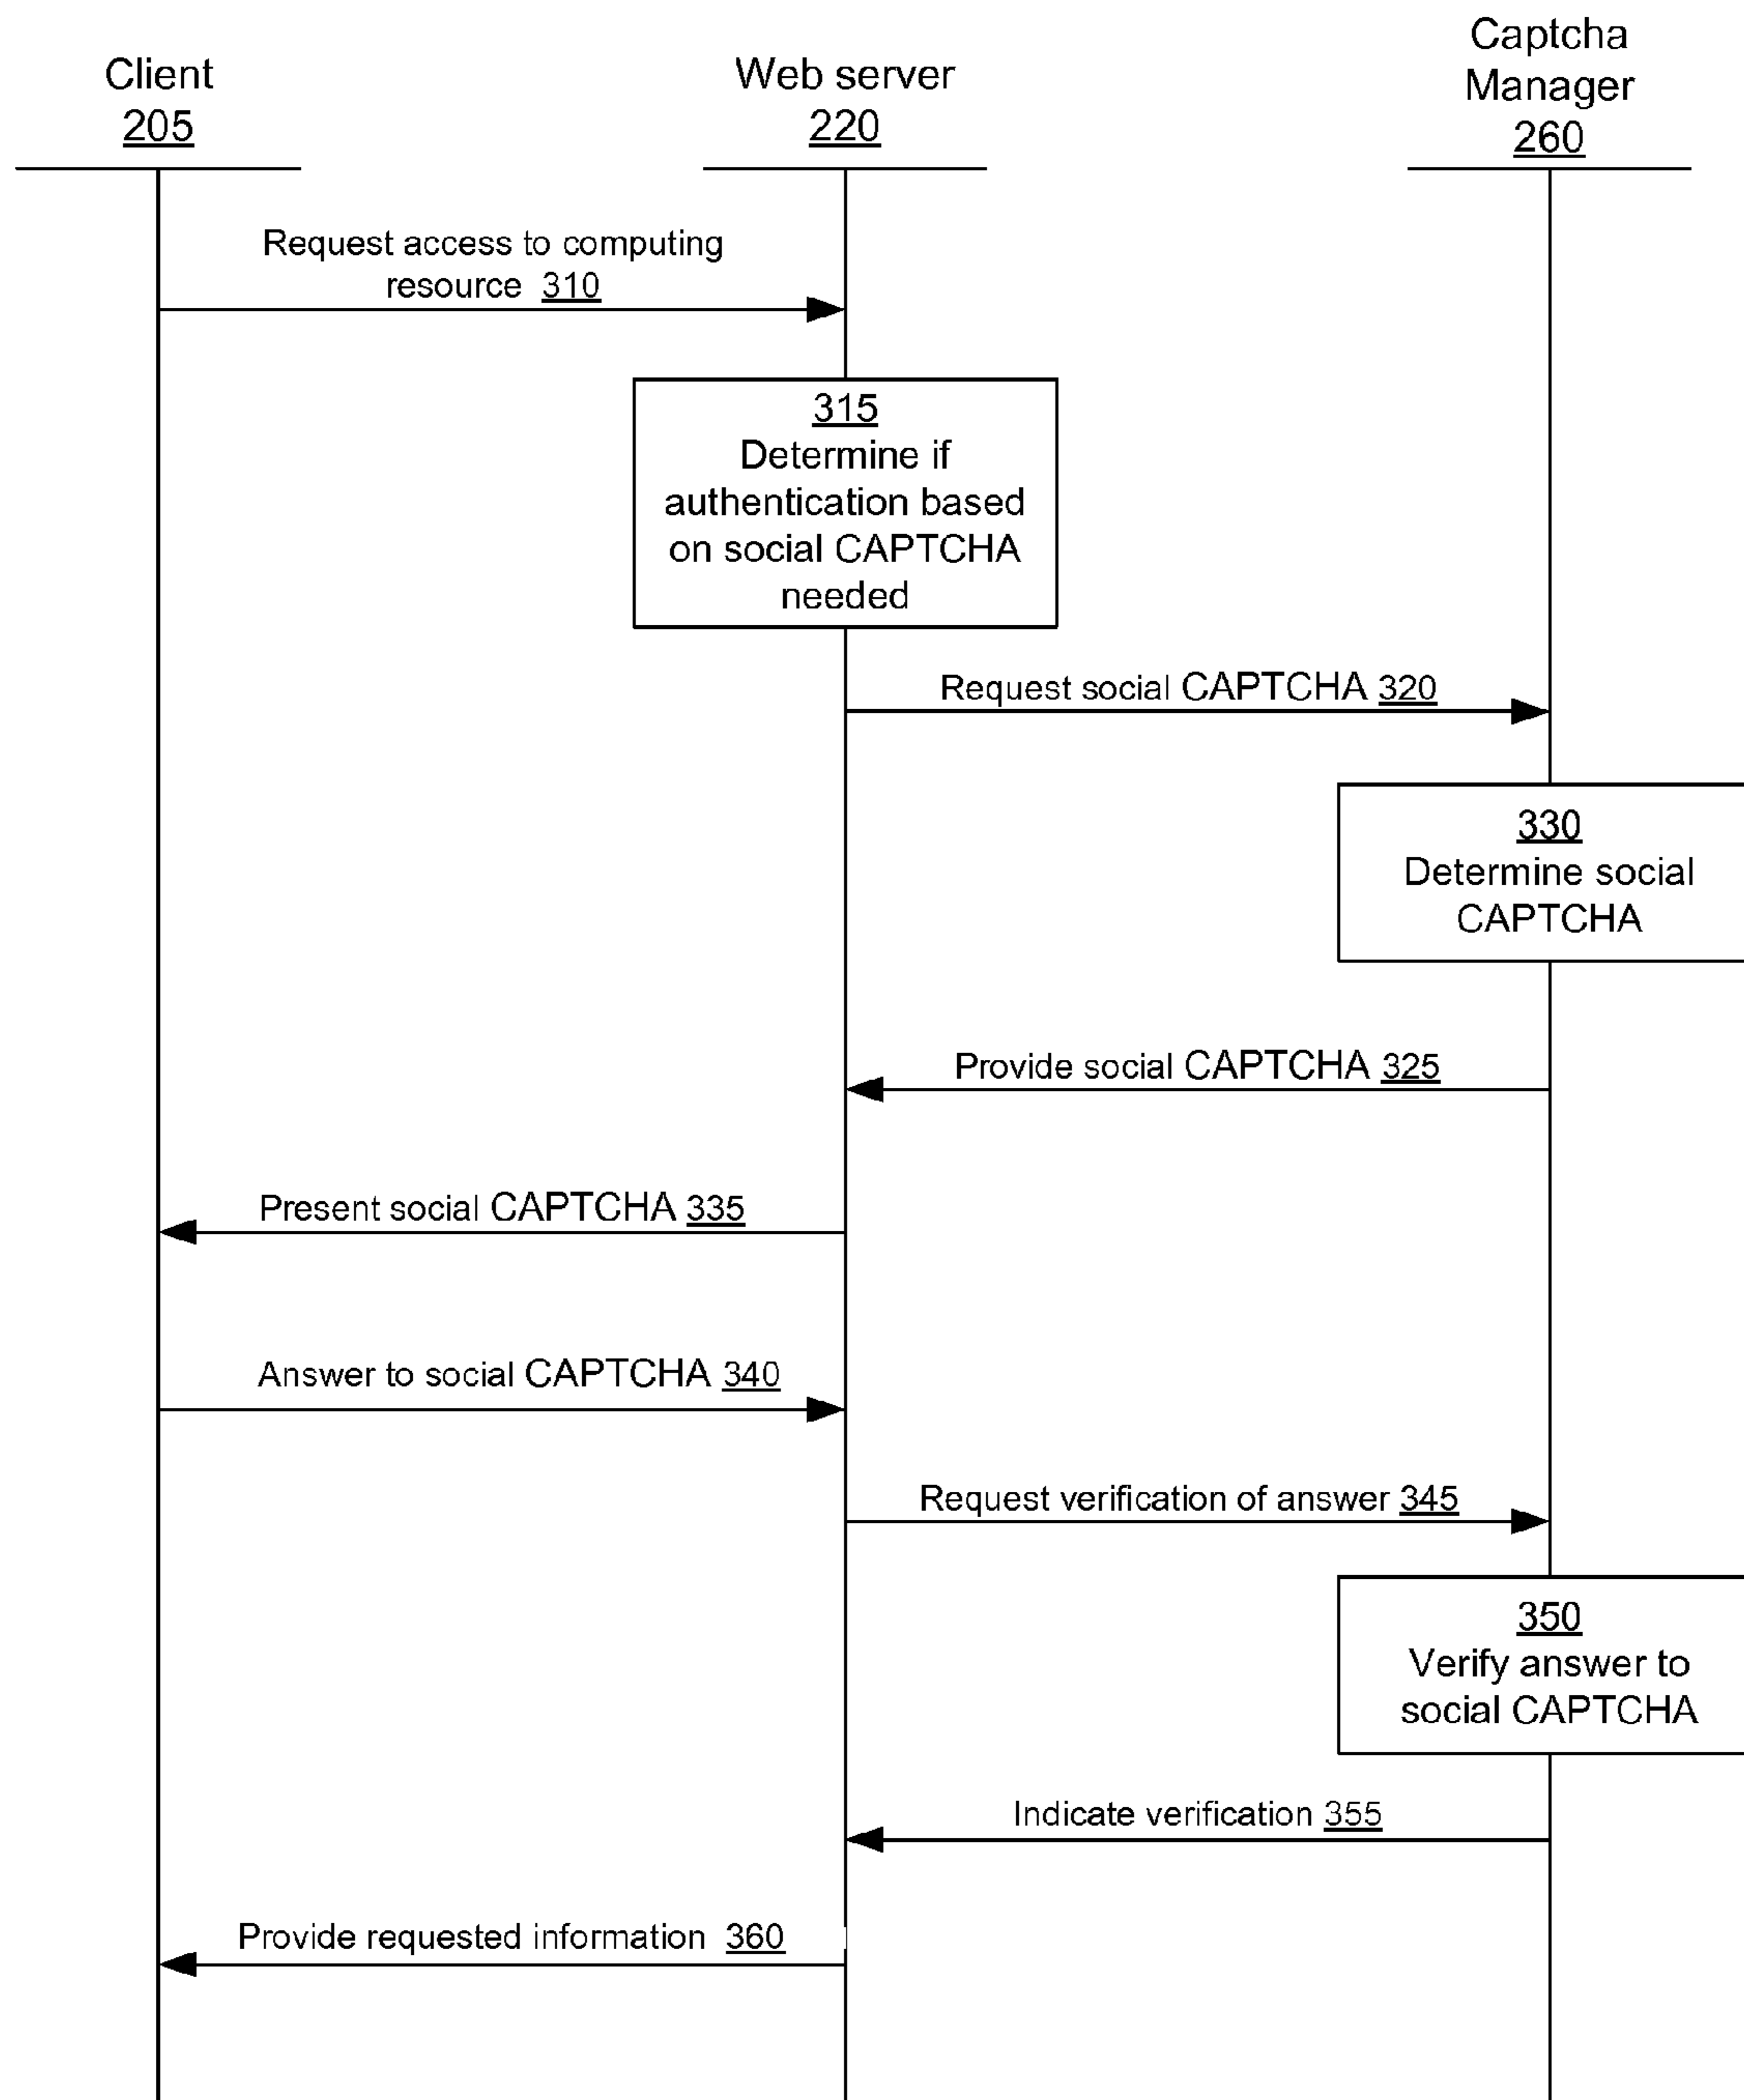 Client
205
Web server
220
Captcha
Manager
260
Request access to computing
resource 310
315
Determine if
authentication based
on social CAPTCHA
needed
Request social CAPTCHA 320
330
Determine social
CAPTCHA
Provide social CAPTCHA 325
Present social CAPTCHA 335
Answer to social CAPTCHA 340
Request verification of answer 345
350
Verify answer to
social CAPTCHA
Indicate verification 355
Provide requested information 360